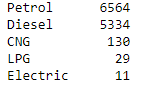 Petrol 6564
Diesel 5334
CNG 130
LPG 29
Electric 11